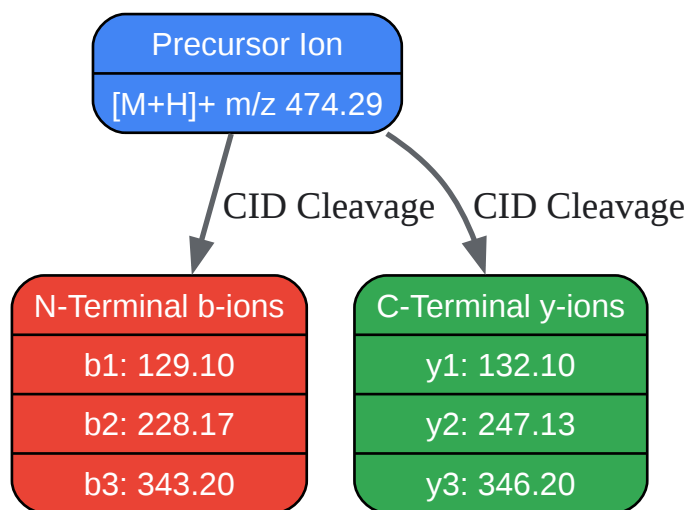 Precursor Ion
[M+H]+ m/z 474.29
CID Cleavage
CID Cleavage
N-Terminal b-ions
b1: 129.10
b2: 228.17
b3: 343.20
C-Terminal y-ions
y1: 132.10
y2: 247.13
y3: 346.20